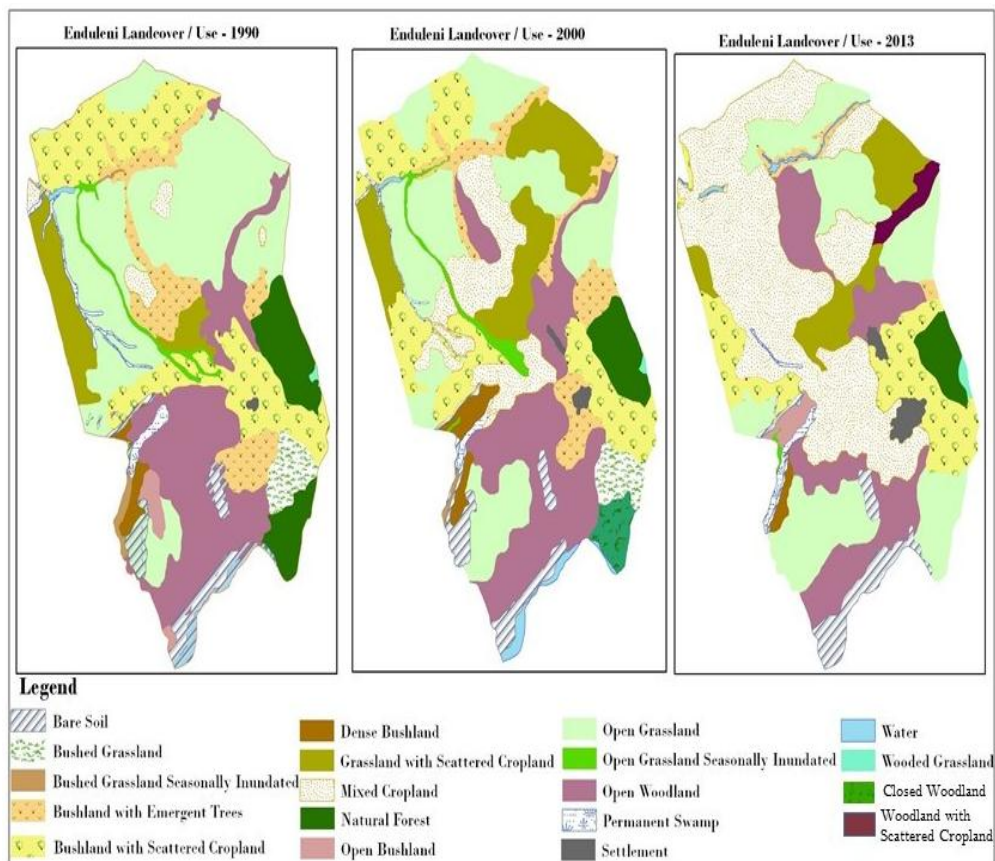 Enduleni Landcover / Use - 1990
Enduleni Landcover / Use - 2000
Enduleni Landcover / Use - 2013
Legend
Bare Soil
Bushed Grassland
Bushed Grassland Seasonally Inundated
Bushland with Emergent Trees
Bushland with Scattered Cropland
Dense Bushland
Grassland with Scattered Cropland
Mixed Cropland
Natural Forest
Open Bushland
Open Grassland
Open Grassland Seasonally Inundated
Open Woodland
Permanent Swamp
Settlement
Water
Wooded Grassland
Closed Woodland
Woodland with
Scattered Cropland